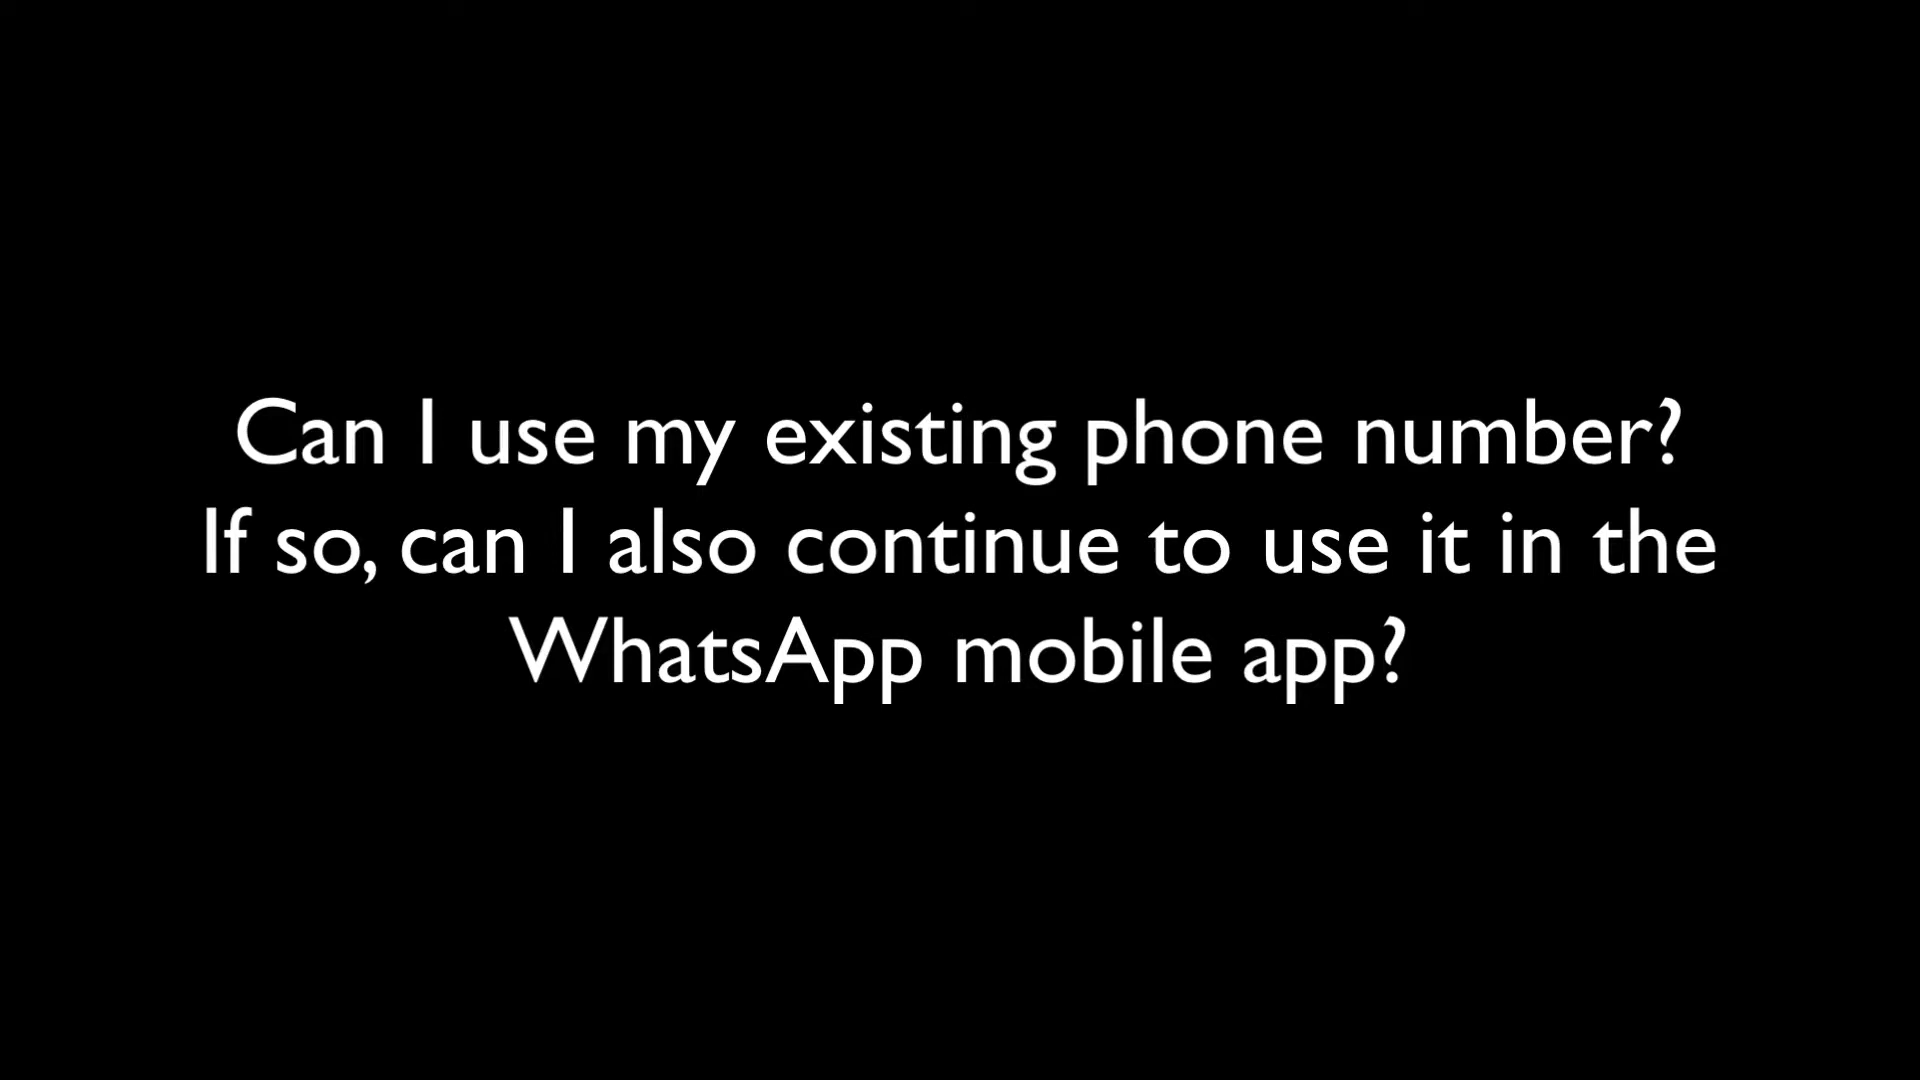 Can I use my existing phone number?
If so, can I also continue to use it in the
WhatsApp mobile app?